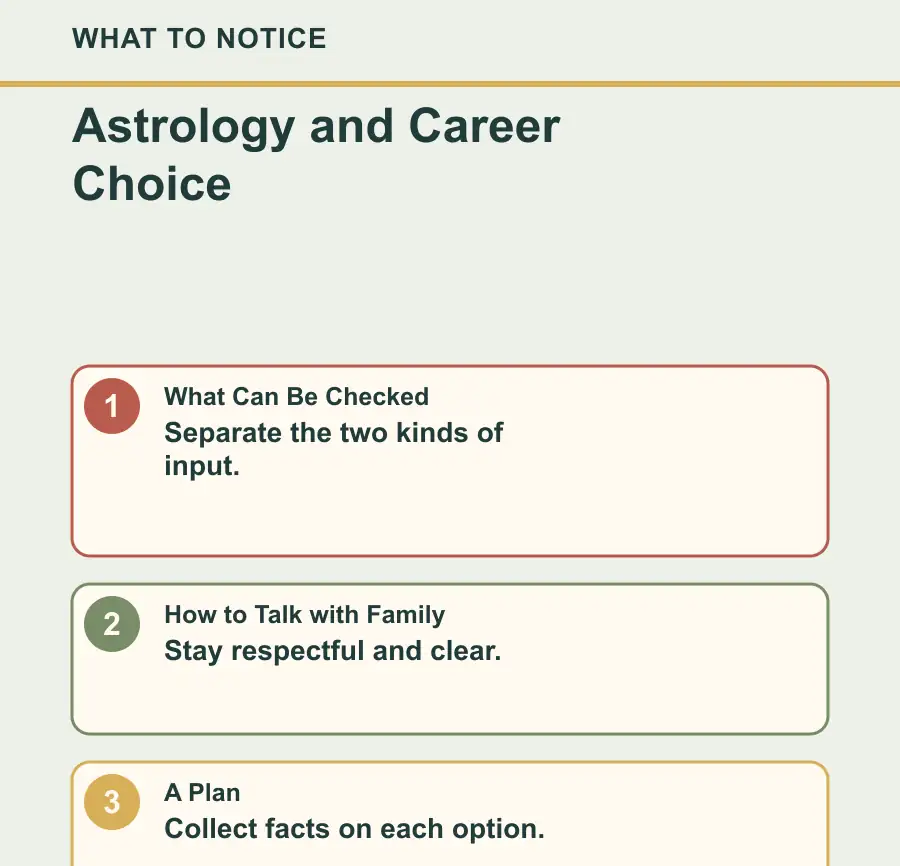 WHAT TO NOTICE
Astrology and Career
Choice
1
What Can Be Checked
Separate the two kinds of
input.
2
How to Talk with Family
Stay respectful and clear.
3
A Plan
Collect facts on each option.